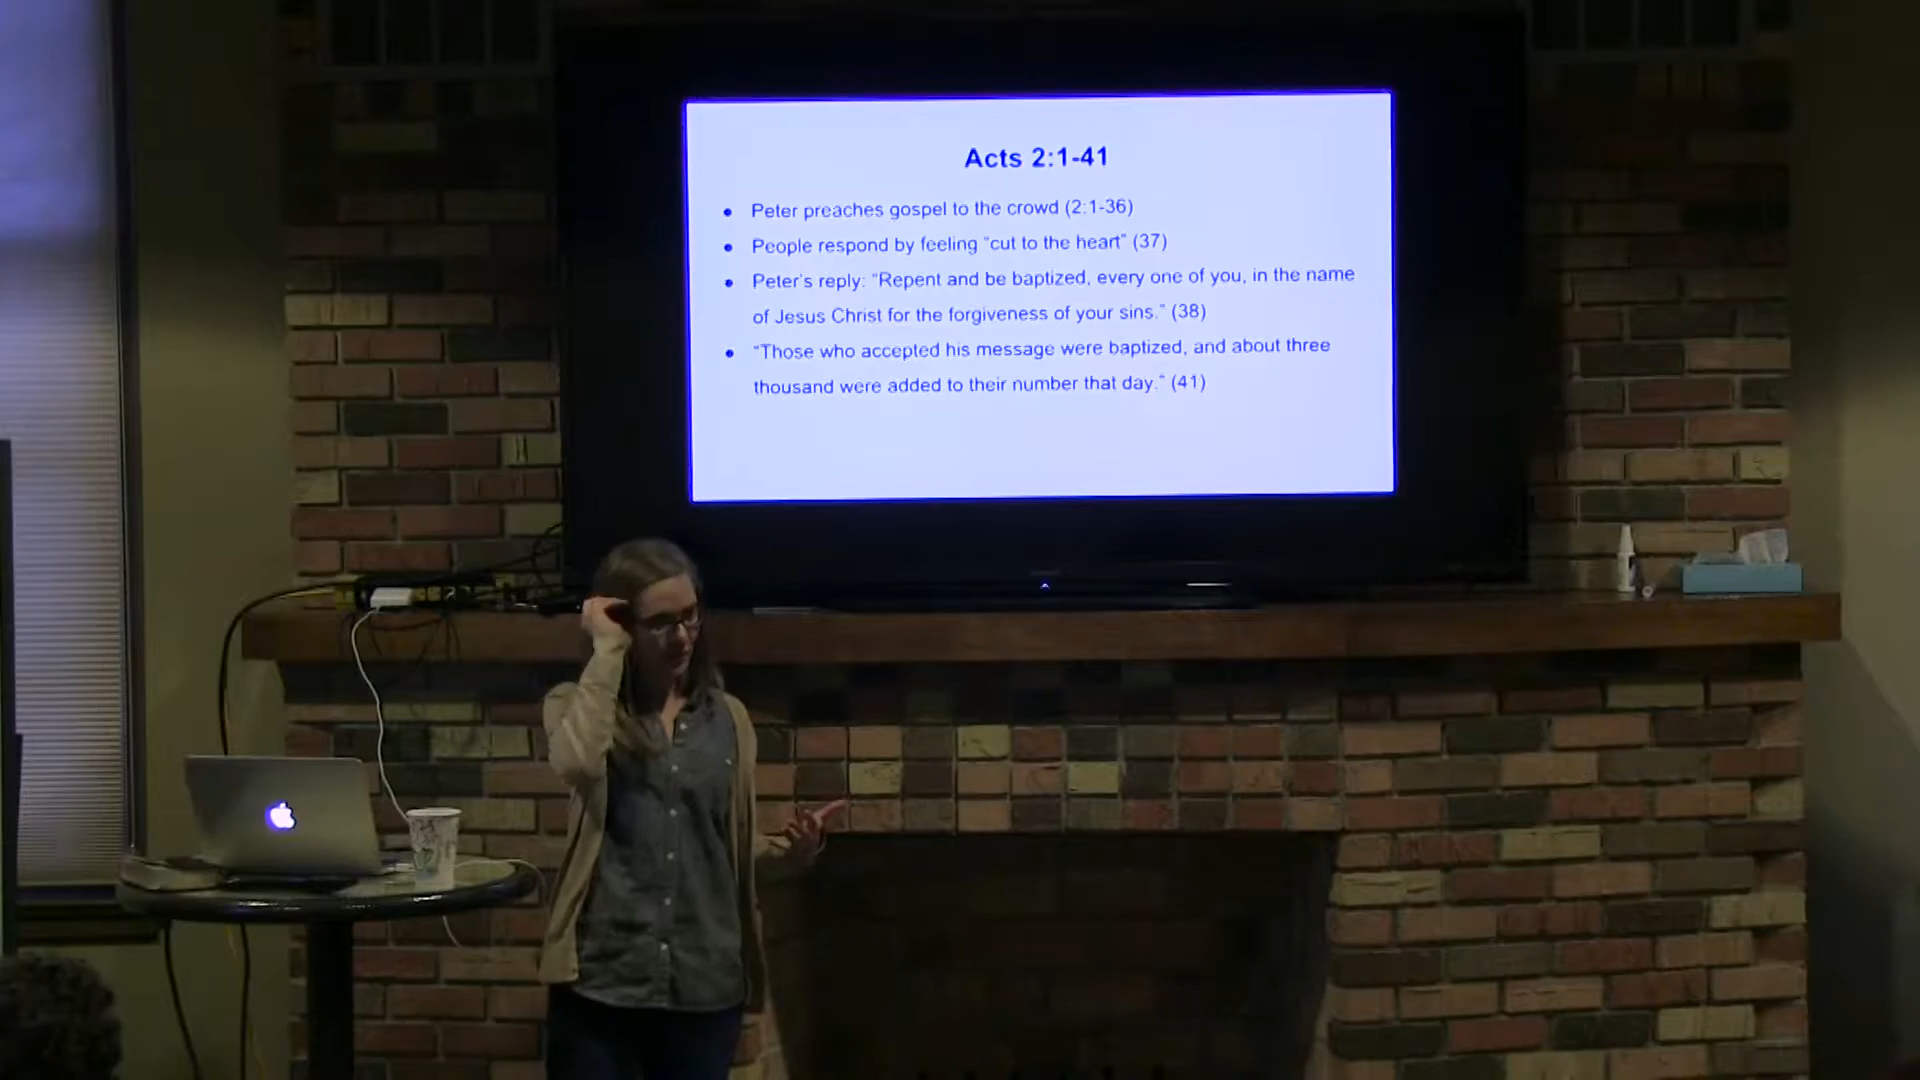 Acts 2:1-41
• Peter preaches gospel to the crowd (2:1-36)
• People respond by feeling “cut to the heart” (37)
• Peter’s reply: “Repent and be baptized, every one of you, in the name
of Jesus Christ for the forgiveness of your sins.” (38)
• “Those who accepted his message were baptized, and about three
thousand were added to their number that day.” (41)